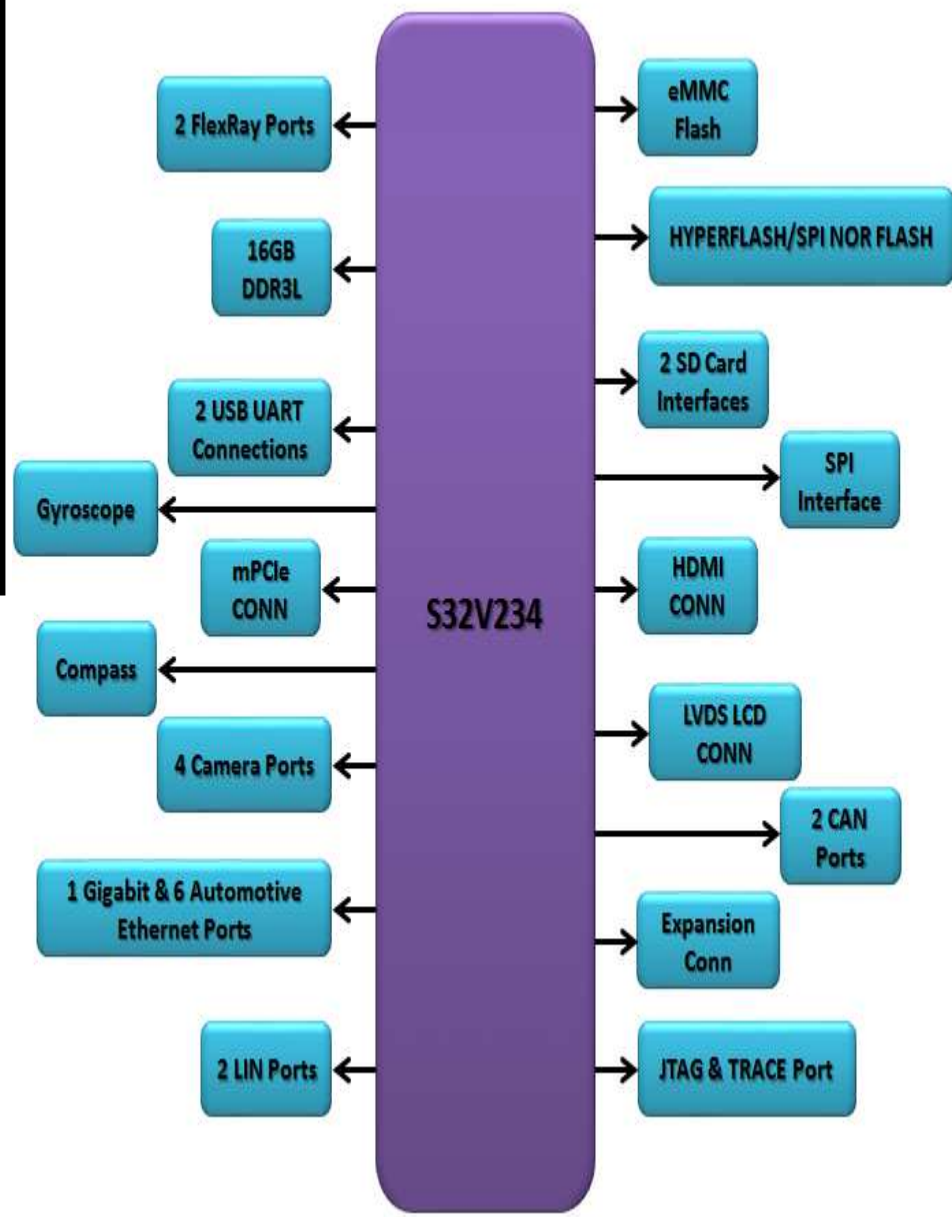 2 FlexRay Ports
16GB
DDR3L
2 USB UART
Connections
Gyroscope
mPCIe
CONN
Compass
4 Camera Ports
1 Gigabit & 6 Automotive
Ethernet Ports
2 LIN Ports
S32V234
eMMC
Flash
HYPERFLASH/SPI NOR FLASH
2 SD Card
Interfaces
SPI
Interface
HDMI
CONN
LVDS LCD
CONN
2 CAN
Ports
Expansion
Conn
JTAG & TRACE Port